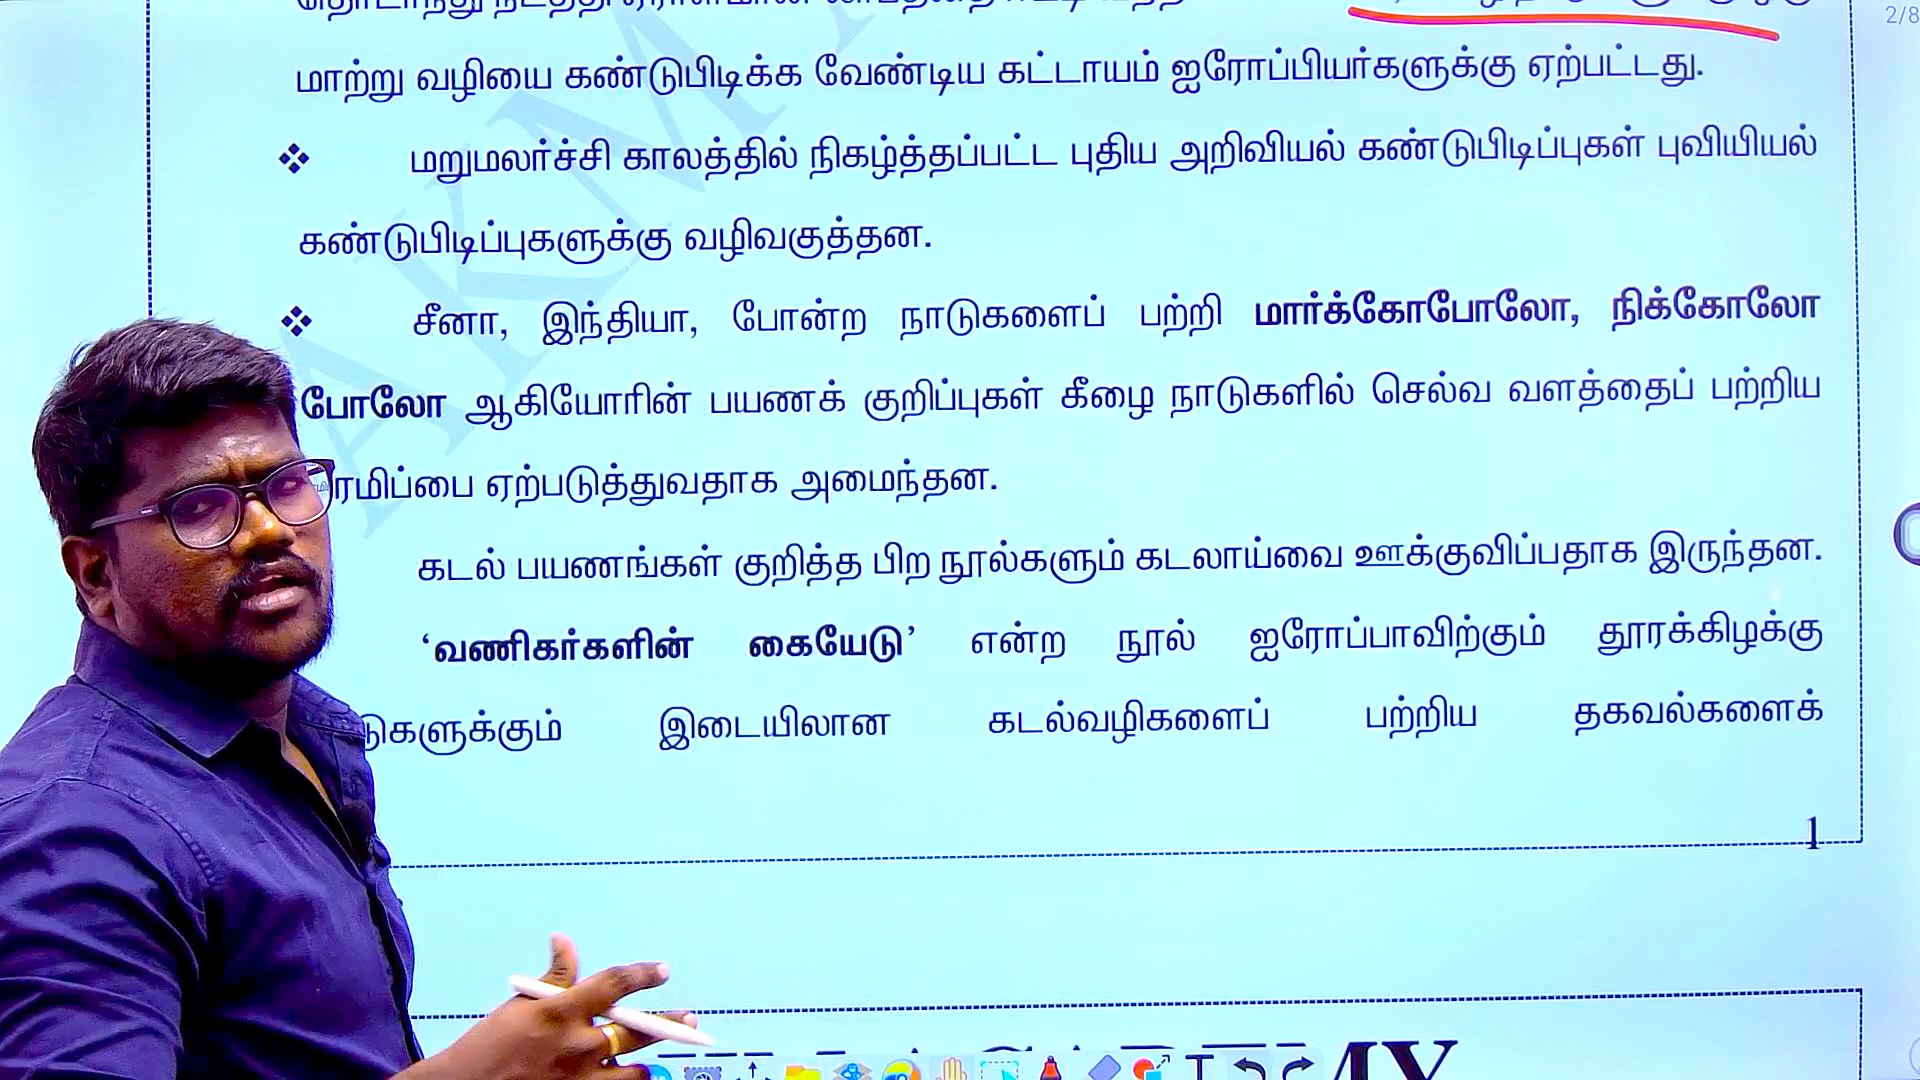 2/8
மாற்று வழியை கண்டுபிடிக்க வேண்டிய கட்டாயம் ஐரோப்பியர்களுக்கு ஏற்பட்டது.
❖ மறுமலர்ச்சி காலத்தில் நிகழ்த்தப்பட்ட புதிய அறிவியல் கண்டுபிடிப்புகள் புவியியல்
கண்டுபிடிப்புகளுக்கு வழிவகுத்தன.
❖ சீனா, இந்தியா, போன்ற நாடுகளைப் பற்றி மார்க்கோபோலோ, நிக்கோலோ
போலோ ஆகியோரின் பயணக் குறிப்புகள் கீழை நாடுகளில் செல்வ வளத்தைப் பற்றிய
ரமிப்பை ஏற்படுத்துவதாக அமைந்தன.
கடல் பயணங்கள் குறித்த பிற நூல்களும் கடலாய்வை ஊக்குவிப்பதாக இருந்தன.
‘வணிகர்களின் கையேடு’ என்ற நூல் ஐரோப்பாவிற்கும் தூரக்கிழக்கு
டுகளுக்கும் இடையிலான கடல்வழிகளைப் பற்றிய தகவல்களைக்
1